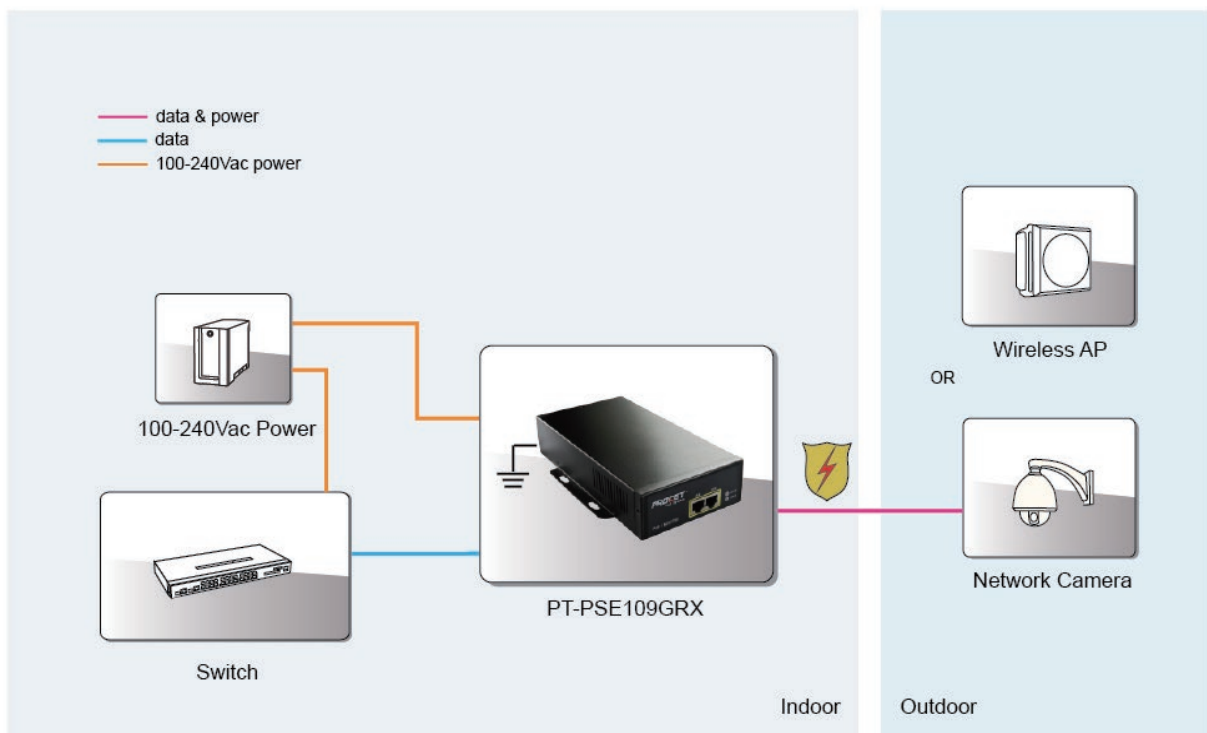 data & power
data
100-240Vac power
Wireless AP
OR
100-240Vac Power
PT-PSE109GRX
Network Camera
Switch
Indoor
Outdoor